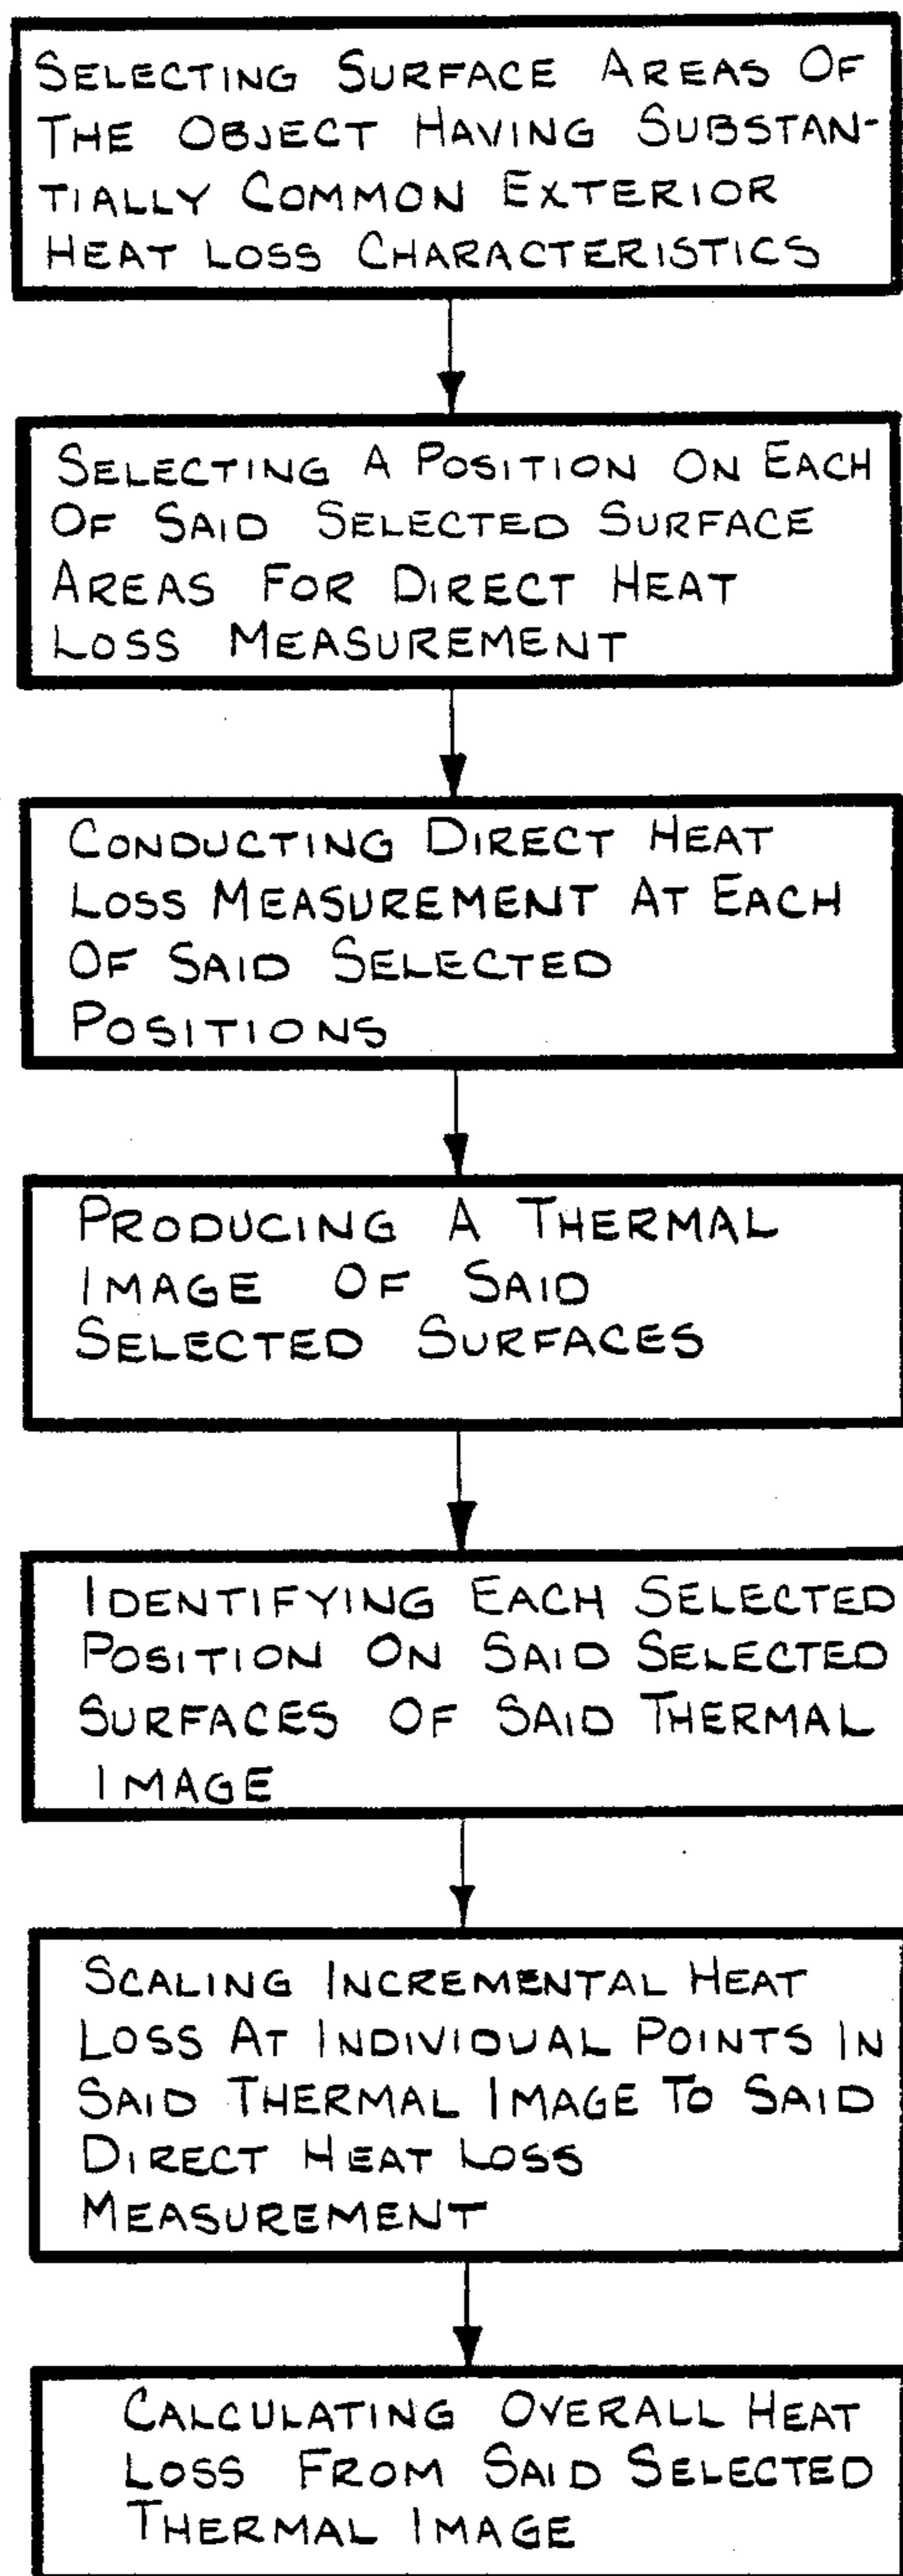 SELECTING SURFACE AREAS OF
THE OBJECT HAVING SUBSTAN-
TIALLY COMMON EXTERIOR
HEAT LOSS CHARACTERISTICS
SELECTING A POSITION ON EACH
OF SAID SELECTED SURFACE
AREAS FOR DIRECT HEAT
LOSS MEASUREMENT
CONDUCTING DIRECT HEAT
LOSS MEASUREMENT AT EACH
OF SAID SELECTED
POSITIONS
PRODUCING A THERMAL
IMAGE OF SAID
SELECTED SURFACES
IDENTIFYING EACH SELECTED
POSITION ON SAID SELECTED
SURFACES OF SAID THERMAL
IMAGE
SCALING INCREMENTAL HEAT
LOSS AT INDIVIDUAL POINTS IN
SAID THERMAL IMAGE TO SAID
DIRECT HEAT LOSS
MEASUREMENT
CALCULATING OVERALL HEAT
LOSS FROM SAID SELECTED
THERMAL IMAGE